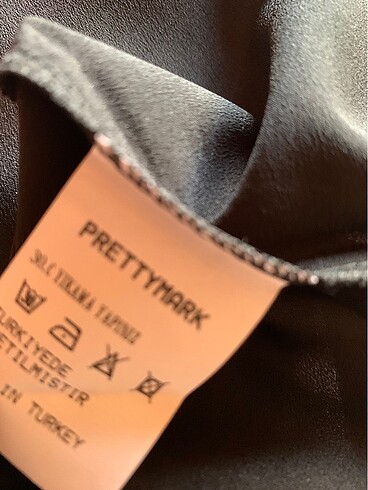 PRETTYMARK
30.C YIKAMA YAPINIZ
TURKIYEDE
ETILMISTIR
IN TURKEY